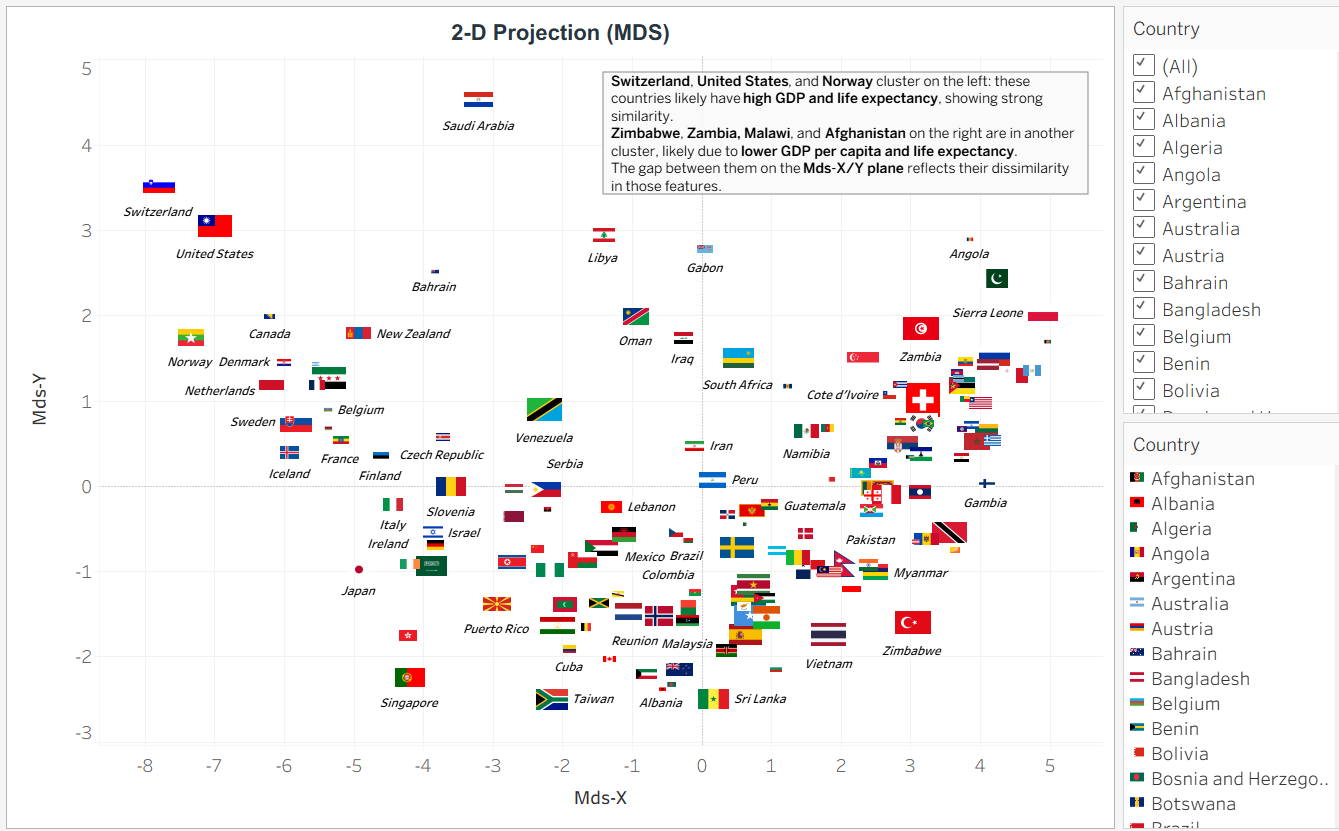 2-D Projection (MDS)
Switzerland, United States, and Norway cluster on the left: these
countries likely have high GDP and life expectancy, showing strong
similarity.
Zimbabwe, Zambia, Malawi, and Afghanistan on the right are in another
cluster, likely due to lower GDP per capita and life expectancy.
The gap between them on the Mds-X/Y plane reflects their dissimilarity
in those features.
5
4
3
2
1
0
-1
-2
-3
Mds-Y
Saudi Arabia
Switzerland
United States
Libya
Gabon
Angola
Bahrain
Sierra Leone
Canada
New Zealand
Oman
Iraq
Zambia
Norway
Denmark
South Africa
Netherlands
Cote d'Ivoire
Belgium
Sweden
Venezuela
France
Czech Republic
Iran
Namibia
Iceland
Finland
Serbia
Peru
Slovenia
Lebanon
Guatemala
Gambia
Italy
Israel
Ireland
Mexico
Brazil
Pakistan
Colombia
Myanmar
Japan
Puerto Rico
Reunion
Malaysia
Zimbabwe
Cuba
Vietnam
Singapore
Taiwan
Albania
Sri Lanka
-8
-7
-6
-5
-4
-3
-2
-1
0
1
2
3
4
5
Mds-X
Country
(All)
Afghanistan
Albania
Algeria
Angola
Argentina
Australia
Austria
Bahrain
Bangladesh
Belgium
Benin
Bolivia
Country
Afghanistan
Albania
Algeria
Angola
Argentina
Australia
Austria
Bahrain
Bangladesh
Belgium
Benin
Bolivia
Bosnia and Herzego..
Botswana
Brazil